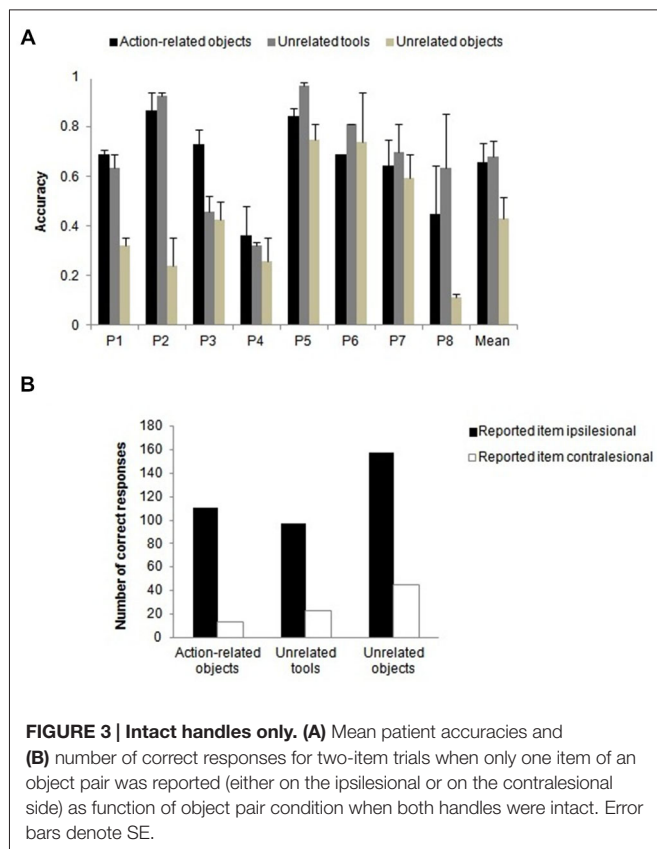 A
Action-related objects Unrelated tools Unrelated objects
1
0.8
0.6
0.4
0.2
0
Accuracy
P1 P2 P3 P4 P5 P6 P7 P8 Mean
B
180
160
140
120
100
80
60
40
20
0
Number of correct responses
Reported item ipsilesional
Reported item contralesional
Action-related Unrelated Unrelated
objects tools objects
FIGURE 3 | Intact handles only. (A) Mean patient accuracies and
(B) number of correct responses for two-item trials when only one item of an
object pair was reported (either on the ipsilesional or on the contralesional
side) as function of object pair condition when both handles were intact. Error
bars denote SE.